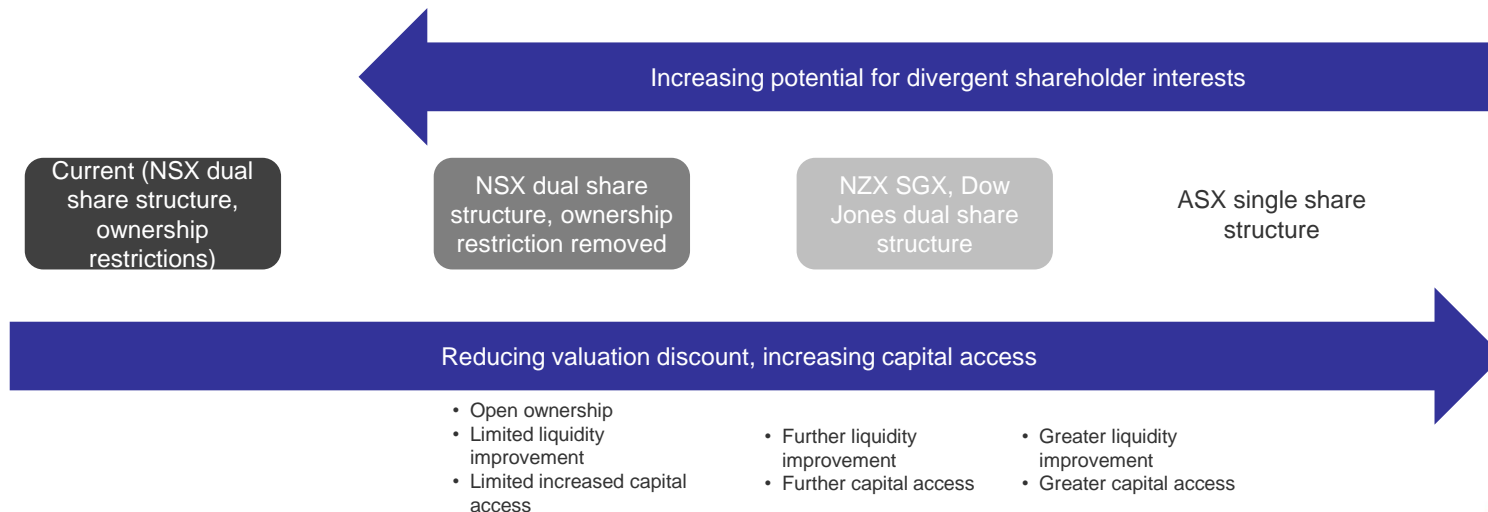 Increasing potential for divergent shareholder interests
Current (NSX dual
share structure,
ownership
restrictions)
NSX dual share
structure, ownership
restriction removed
NZX SGX, Dow
Jones dual share
structure
ASX single share
structure
Reducing valuation discount, increasing capital access
• Open ownership
• Limited liquidity
improvement
• Limited increased capital
access
• Further liquidity
improvement
• Further capital access
• Greater liquidity
improvement
• Greater capital access